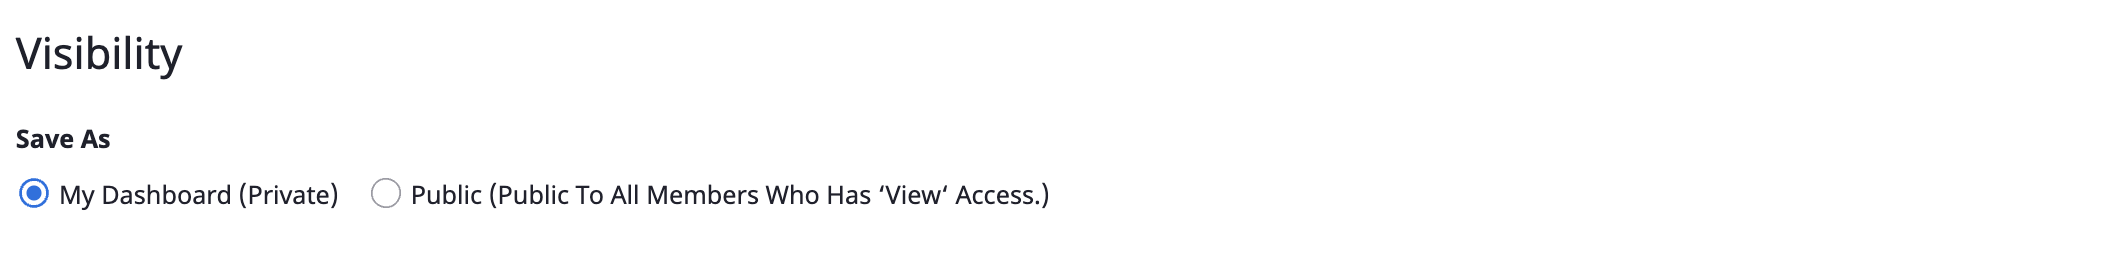 Visibility
Save As
My Dashboard (Private) Public (Public To All Members Who Has ‘View‘ Access.)